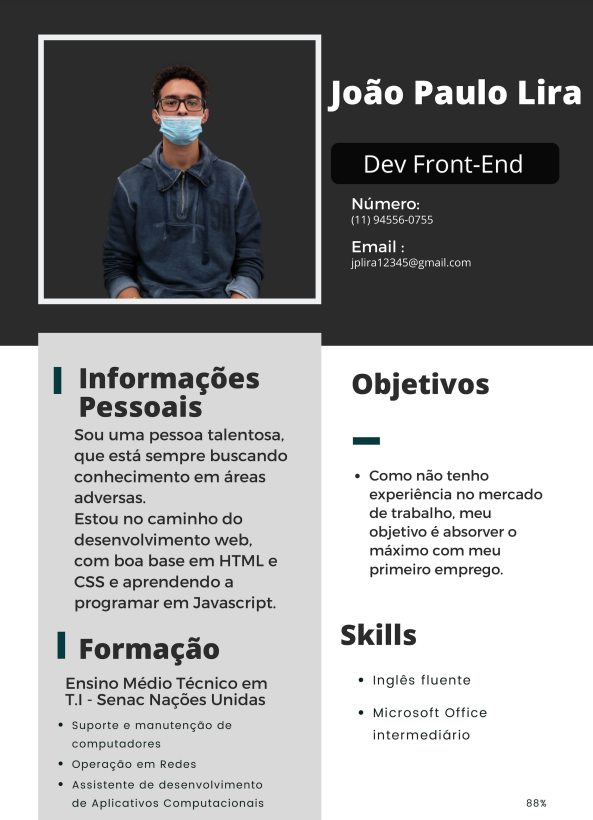 João Paulo Lira
Dev Front-End
Número:
(11) 94556-0755
Email :
jplira12345@gmail.com
Informações
Pessoais
Sou uma pessoa talentosa,
que está sempre buscando
conhecimento em áreas
adversas.
Estou no caminho do
desenvolvimento web,
com boa base em HTML e
CSS e aprendendo a
programar em Javascript.
Formação
Ensino Médio Técnico em
T.I - Senac Nações Unidas
• Suporte e manutenção de
computadores
• Operação em Redes
• Assistente de desenvolvimento
de Aplicativos Computacionais
Objetivos
• Como não tenho
experiência no mercado
de trabalho, meu
objetivo é absorver o
máximo com meu
primeiro emprego.
Skills
• Inglês fluente
• Microsoft Office
intermediário
88%